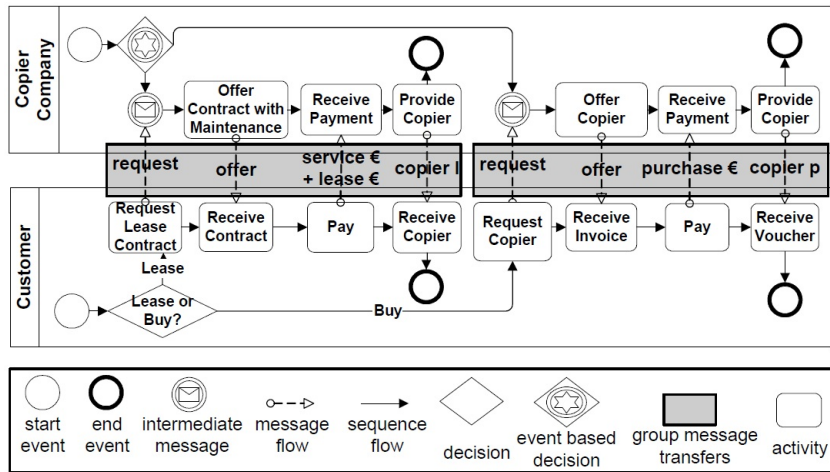 Copier
Company
Offer
Contract with
Maintenance
Receive
Payment
Provide
Copier
Offer
Copier
Receive
Payment
Provide
Copier
request
offer
service €
+ lease €
copier l
request
offer
purchase €
copier p
Customer
Request
Lease
Contract
Receive
Contract
Pay
Receive
Copier
Request
Copier
Receive
Invoice
Pay
Receive
Voucher
Lease
Lease or
Buy?
Buy
start
event
end
event
intermediate
message
message
flow
sequence
flow
decision
event based
decision
group message
transfers
activity